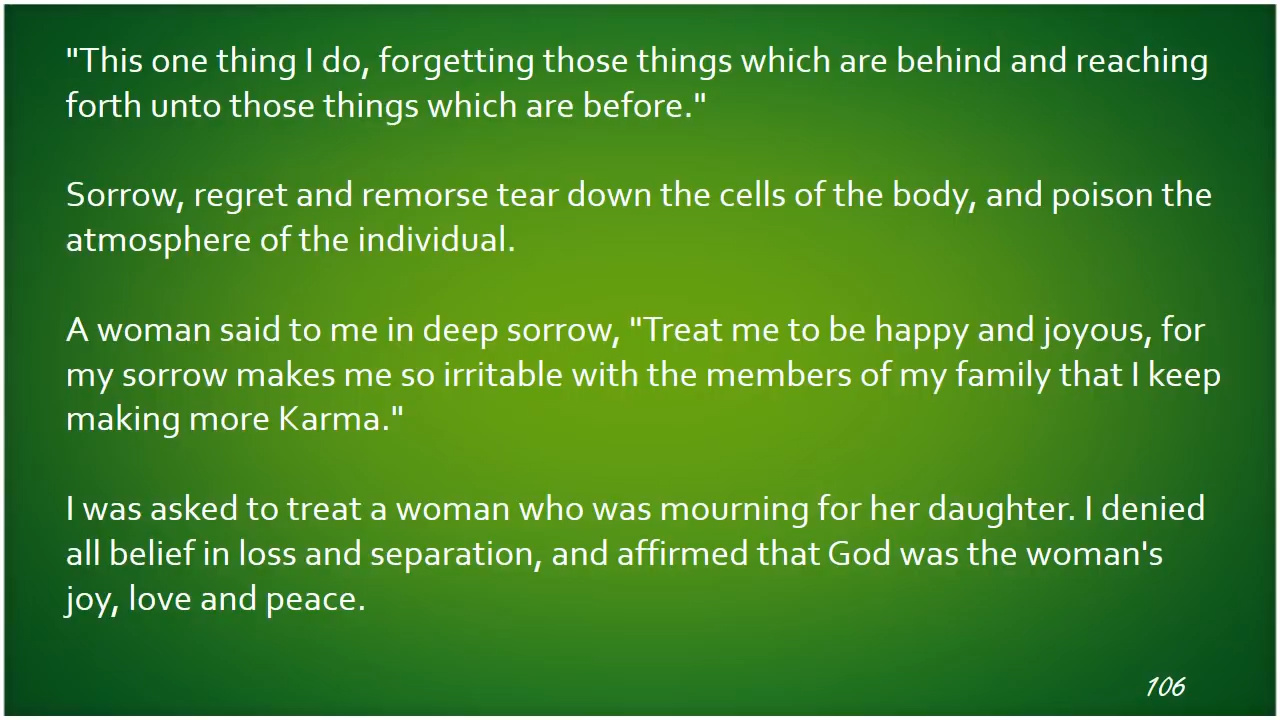 "This one thing I do, forgetting those things which are behind and reaching
forth unto those things which are before."
Sorrow, regret and remorse tear down the cells of the body, and poison the
atmosphere of the individual.
A woman said to me in deep sorrow, "Treat me to be happy and joyous, for
my sorrow makes me so irritable with the members of my family that I keep
making more Karma."
I was asked to treat a woman who was mourning for her daughter. I denied
all belief in loss and separation, and affirmed that God was the woman's
joy, love and peace.
106